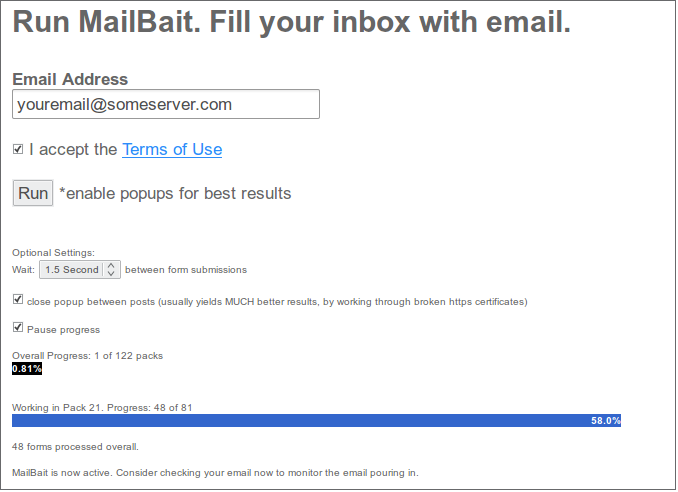 Run MailBait. Fill your inbox with email.
Email Address
youremail@someserver.com
I accept the Terms of Use
Run *enable popups for best results
Optional Settings:
Wait: 1.5 Second between form submissions
close popup between posts (usually yields MUCH better results, by working through broken https certificates)
Pause progress
Overall Progress: 1 of 122 packs
0.81%
Working in Pack 21. Progress: 48 of 81
58.0%
48 forms processed overall.
MailBait is now active. Consider checking your email now to monitor the email pouring in.